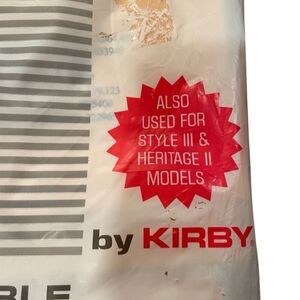 ALSO
USED FOR
STYLE III &
HERITAGE II
MODELS
by KIRBY